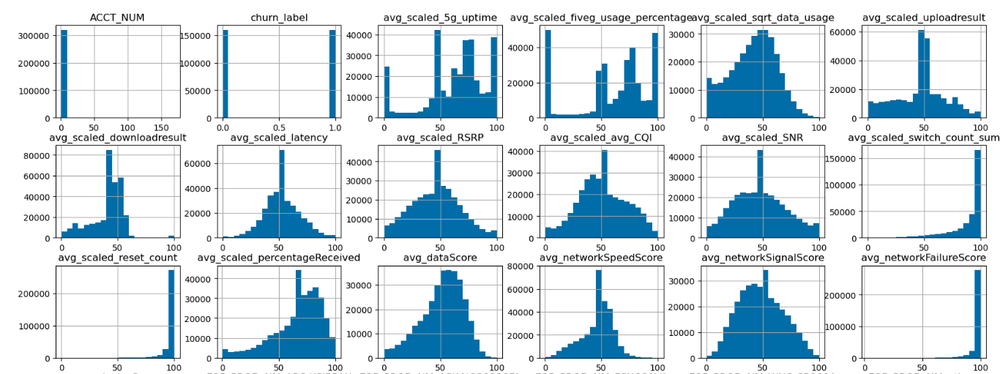 ACCT_NUM churn_label avg_scaled_5g_uptime avg_scaled_fiveg_usage_percentage avg_scaled_sqrt_data_usage avg_scaled_uploadresult
300000 150000 40000 40000 30000 60000
200000 100000 30000 20000 20000 40000
100000 50000 20000 0 10000 20000
0 0 10000 0 0
0
0 50 100 150 0.0 0.5 1.0 0 50 100 0 50 100 0 50 100 0 50 100
avg_scaled_downloadresult avg_scaled_latency avg_scaled_RSRP avg_scaled_avg_CQI avg_scaled_SNR avg_scaled_switch_count_sum
80000 60000 40000 40000 40000 150000
60000 40000 30000 30000 30000 100000
40000 20000 20000 20000 20000 50000
20000 0 10000 10000 10000 0
0 0 0 0
0 50 100 0 50 100 0 50 100 0 50 100 0 50 100 0 50 100
avg_scaled_reset_count avg_scaled_percentageReceived avg_dataScore avg_networkSpeedScore avg_networkSignalScore avg_networkFailureScore
200000 40000 30000 80000 30000 200000
100000 30000 20000 60000 20000 100000
0 20000 10000 40000 10000 0
10000 0 20000 0
0 0
0 50 100 0 50 100 0 50 100 0 50 100 0 50 100 0 50 100